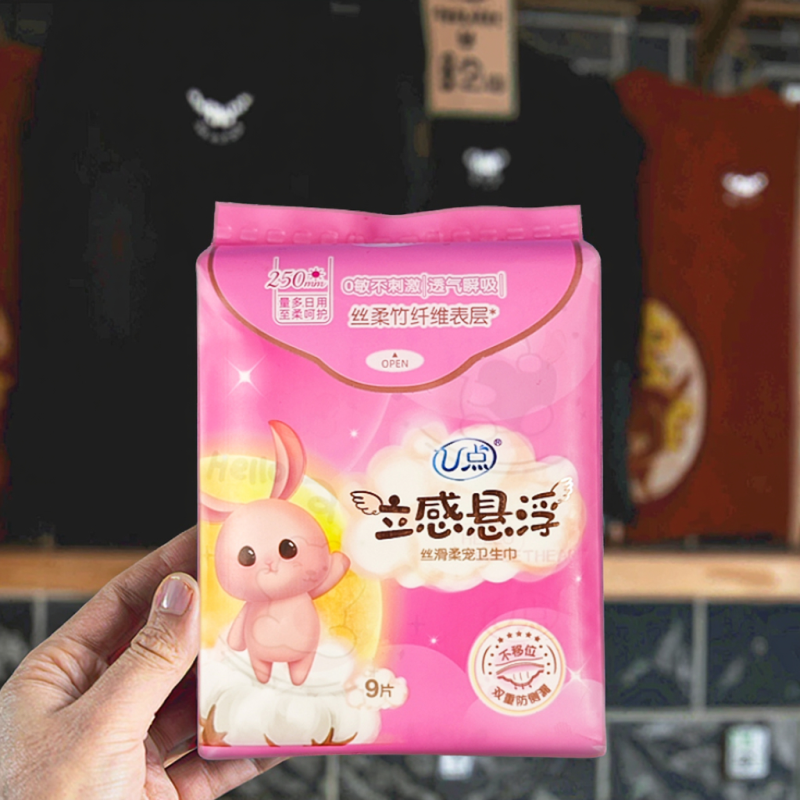 250mm
量多日用
至柔呵护
0敏不刺激 透气瞬吸
丝柔竹纤维表层*
OPEN
U点®
立感悬浮
丝滑柔宠卫生巾
hello
不移位
双重防侧漏
9片